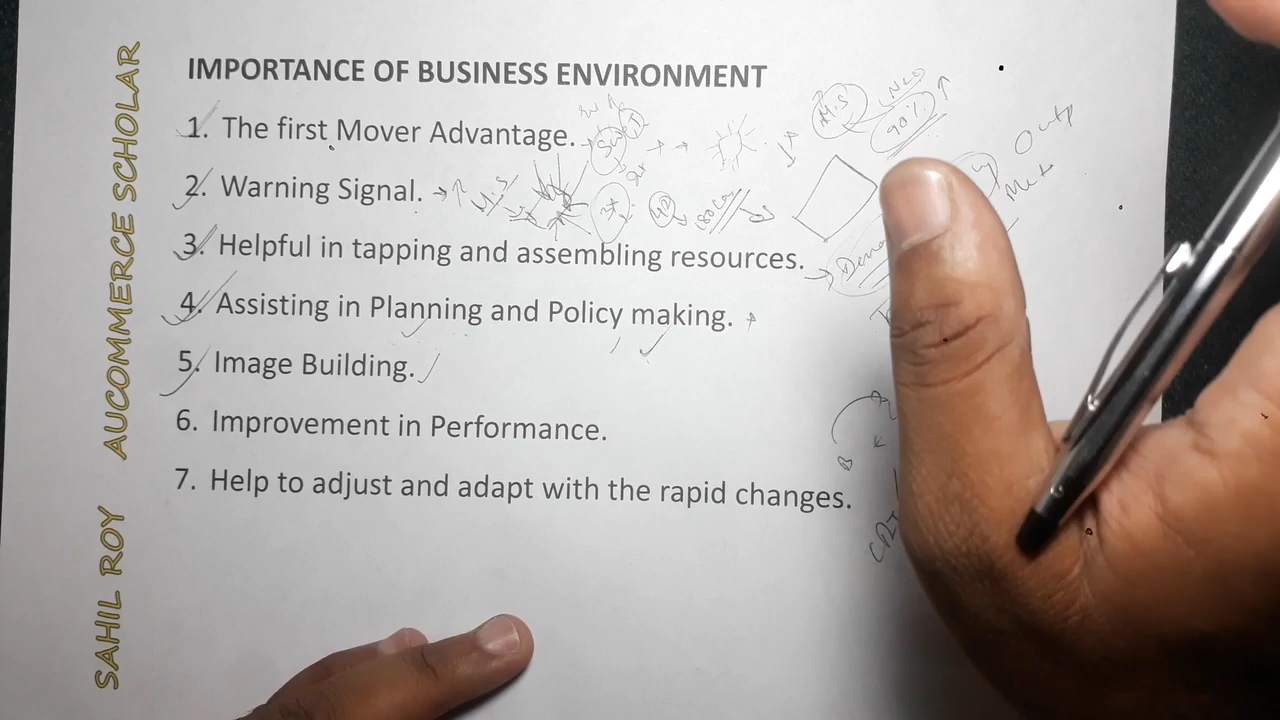 IMPORTANCE OF BUSINESS ENVIRONMENT
1. The first Mover Advantage.
2. Warning Signal.
3. Helpful in tapping and assembling resources.
4. Assisting in Planning and Policy making.
5. Image Building.
6. Improvement in Performance.
7. Help to adjust and adapt with the rapid changes.
90%
SAHIL ROY AUCOMMERCE SCHOLAR